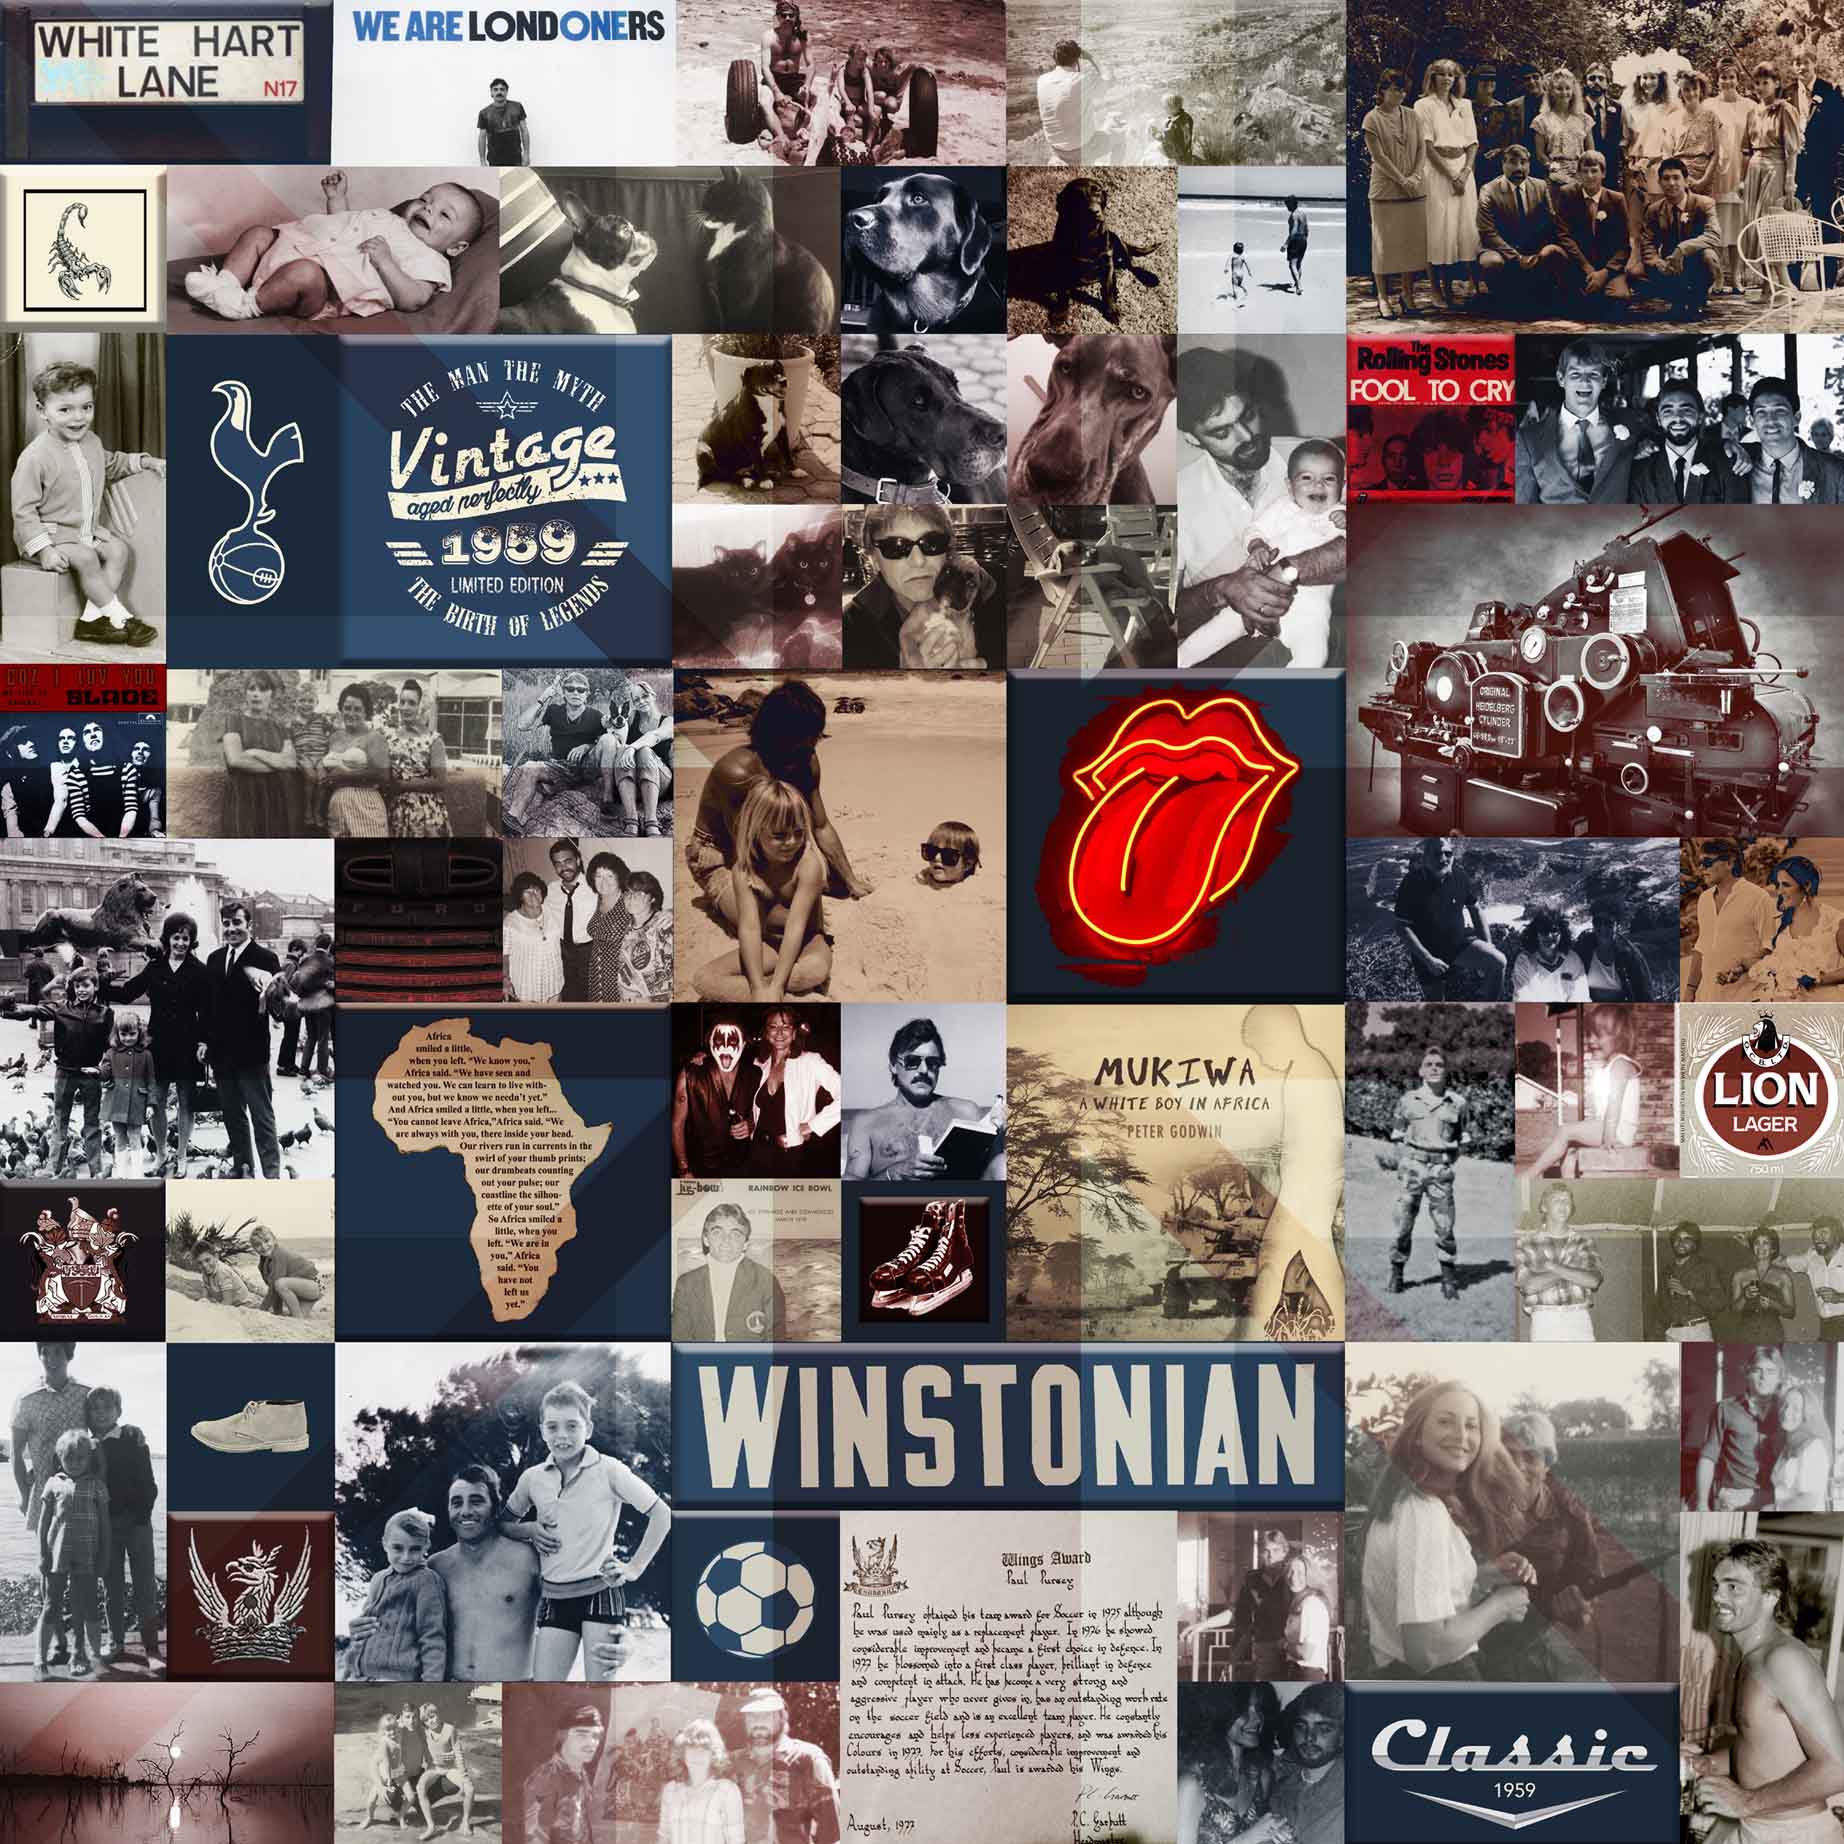 WHITE HART
LANE N17
WE ARE LONDONERS
THE MAN THE MYTH
Vintage
aged perfectly
1959
LIMITED EDITION
THE BIRTH OF LEGENDS
The
Rolling Stones
FOOL TO CRY
ORIGINAL
HEIDELBERG
CYLINDER
COZ I LUV YOU
SLADE
FORD
Africa
smiled a little,
when you left. "We know you,"
Africa said. "We have seen and
watched you. We can learn to live with-
out you, but we know we needn't yet."
And Africa smiled a little, when you left...
"You cannot leave Africa,"Africa said. "We
are always with you, there inside your head.
Our rivers run in currents in the
swirl of your thumb prints;
our drumbeats counting
out your pulse; our
coastline the silhou-
ette of your soul."
So Africa smiled a
little, when you
left. "We are in
you," Africa
said. "You
have not
left us
yet."
MUKIWA
A WHITE BOY IN AFRICA
PETER GODWIN
LION
LAGER
750 ml
RAINBOW ICE BOWL
WINSTONIAN
Wings Award
Paul Pursey
Paul Pursey obtained his team award for Soccer in 1975 although
he was used mainly as a replacement player. In 1976 he showed
considerable improvement and became a first choice in defence. In
1977 he blossomed into a first class player, brilliant in defence
and competent in attack. He has become a very strong and
aggressive player who never gives in, has an outstanding work rate
on the soccer field and is an excellent team player. He constantly
encourages and helps less experienced players, and was awarded his
Colours in 1977. For his efforts, considerable improvement and
outstanding ability at Soccer, Paul is awarded his Wings.
August, 1977
P.C. Garbutt
Headmaster
Classic
1959